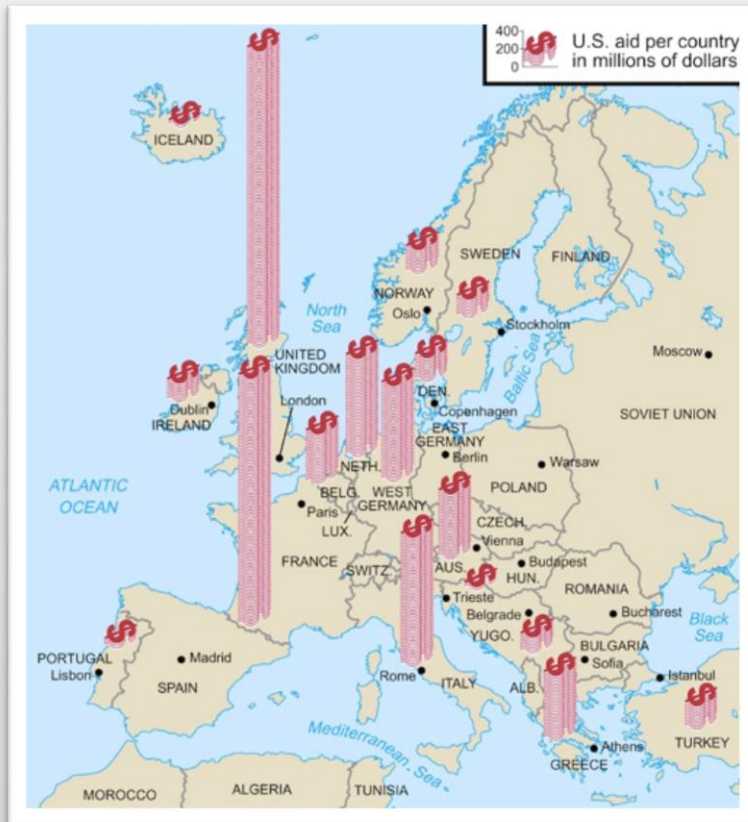 400
200
0
U.S. aid per country
in millions of dollars
ICELAND
SWEDEN
FINLAND
NORWAY
Oslo
North
Sea
Stockholm
Baltic Sea
Moscow
UNITED
KINGDOM
London
Dublin
IRELAND
DEN.
Copenhagen
SOVIET UNION
EAST
GERMANY
Berlin
Warsaw
POLAND
ATLANTIC
OCEAN
NETH.
BELG.
WEST
GERMANY
Paris
LUX.
CZECH.
Vienna
FRANCE
SWITZ.
AUS.
Budapest
HUN.
Trieste
ROMANIA
Belgrade
Bucharest
YUGO.
Black
Sea
BULGARIA
Sofia
PORTUGAL
Lisbon
Madrid
SPAIN
Rome
ITALY
ALB.
Istanbul
Mediterranean Sea
Athens
GREECE
TURKEY
MOROCCO
ALGERIA
TUNISIA